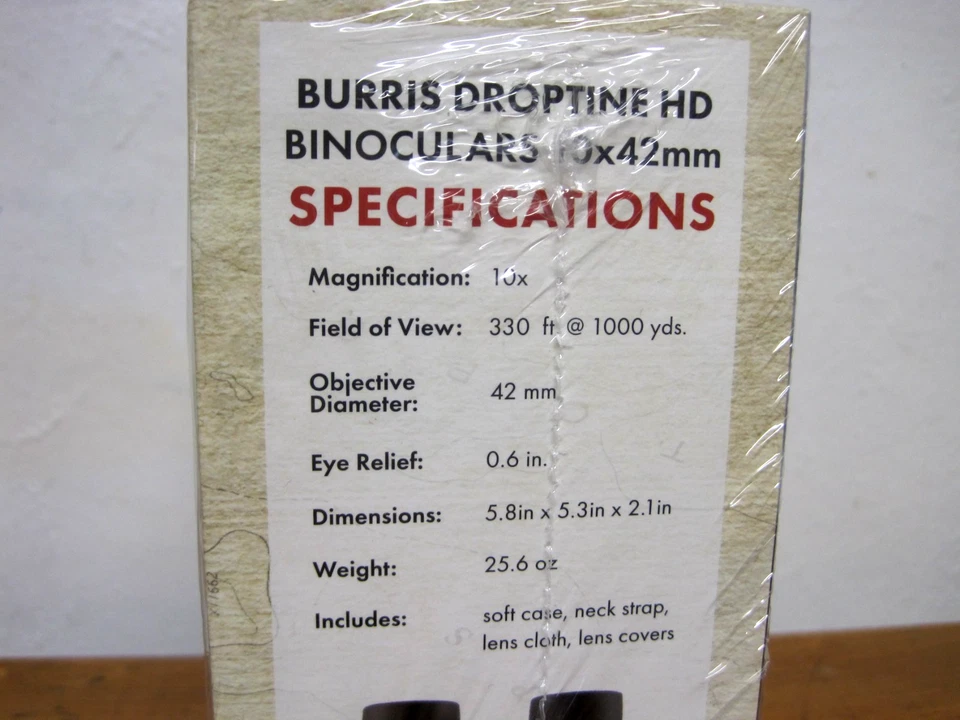 BURRIS DROPTINE HD
BINOCULARS 10x42mm
SPECIFICATIONS
Magnification: 10x
Field of View: 330 ft @ 1000 yds.
Objective
Diameter: 42 mm
Eye Relief: 0.6 in.
Dimensions: 5.8in x 5.3in x 2.1in
Weight: 25.6 oz
Includes: soft case, neck strap,
lens cloth, lens covers